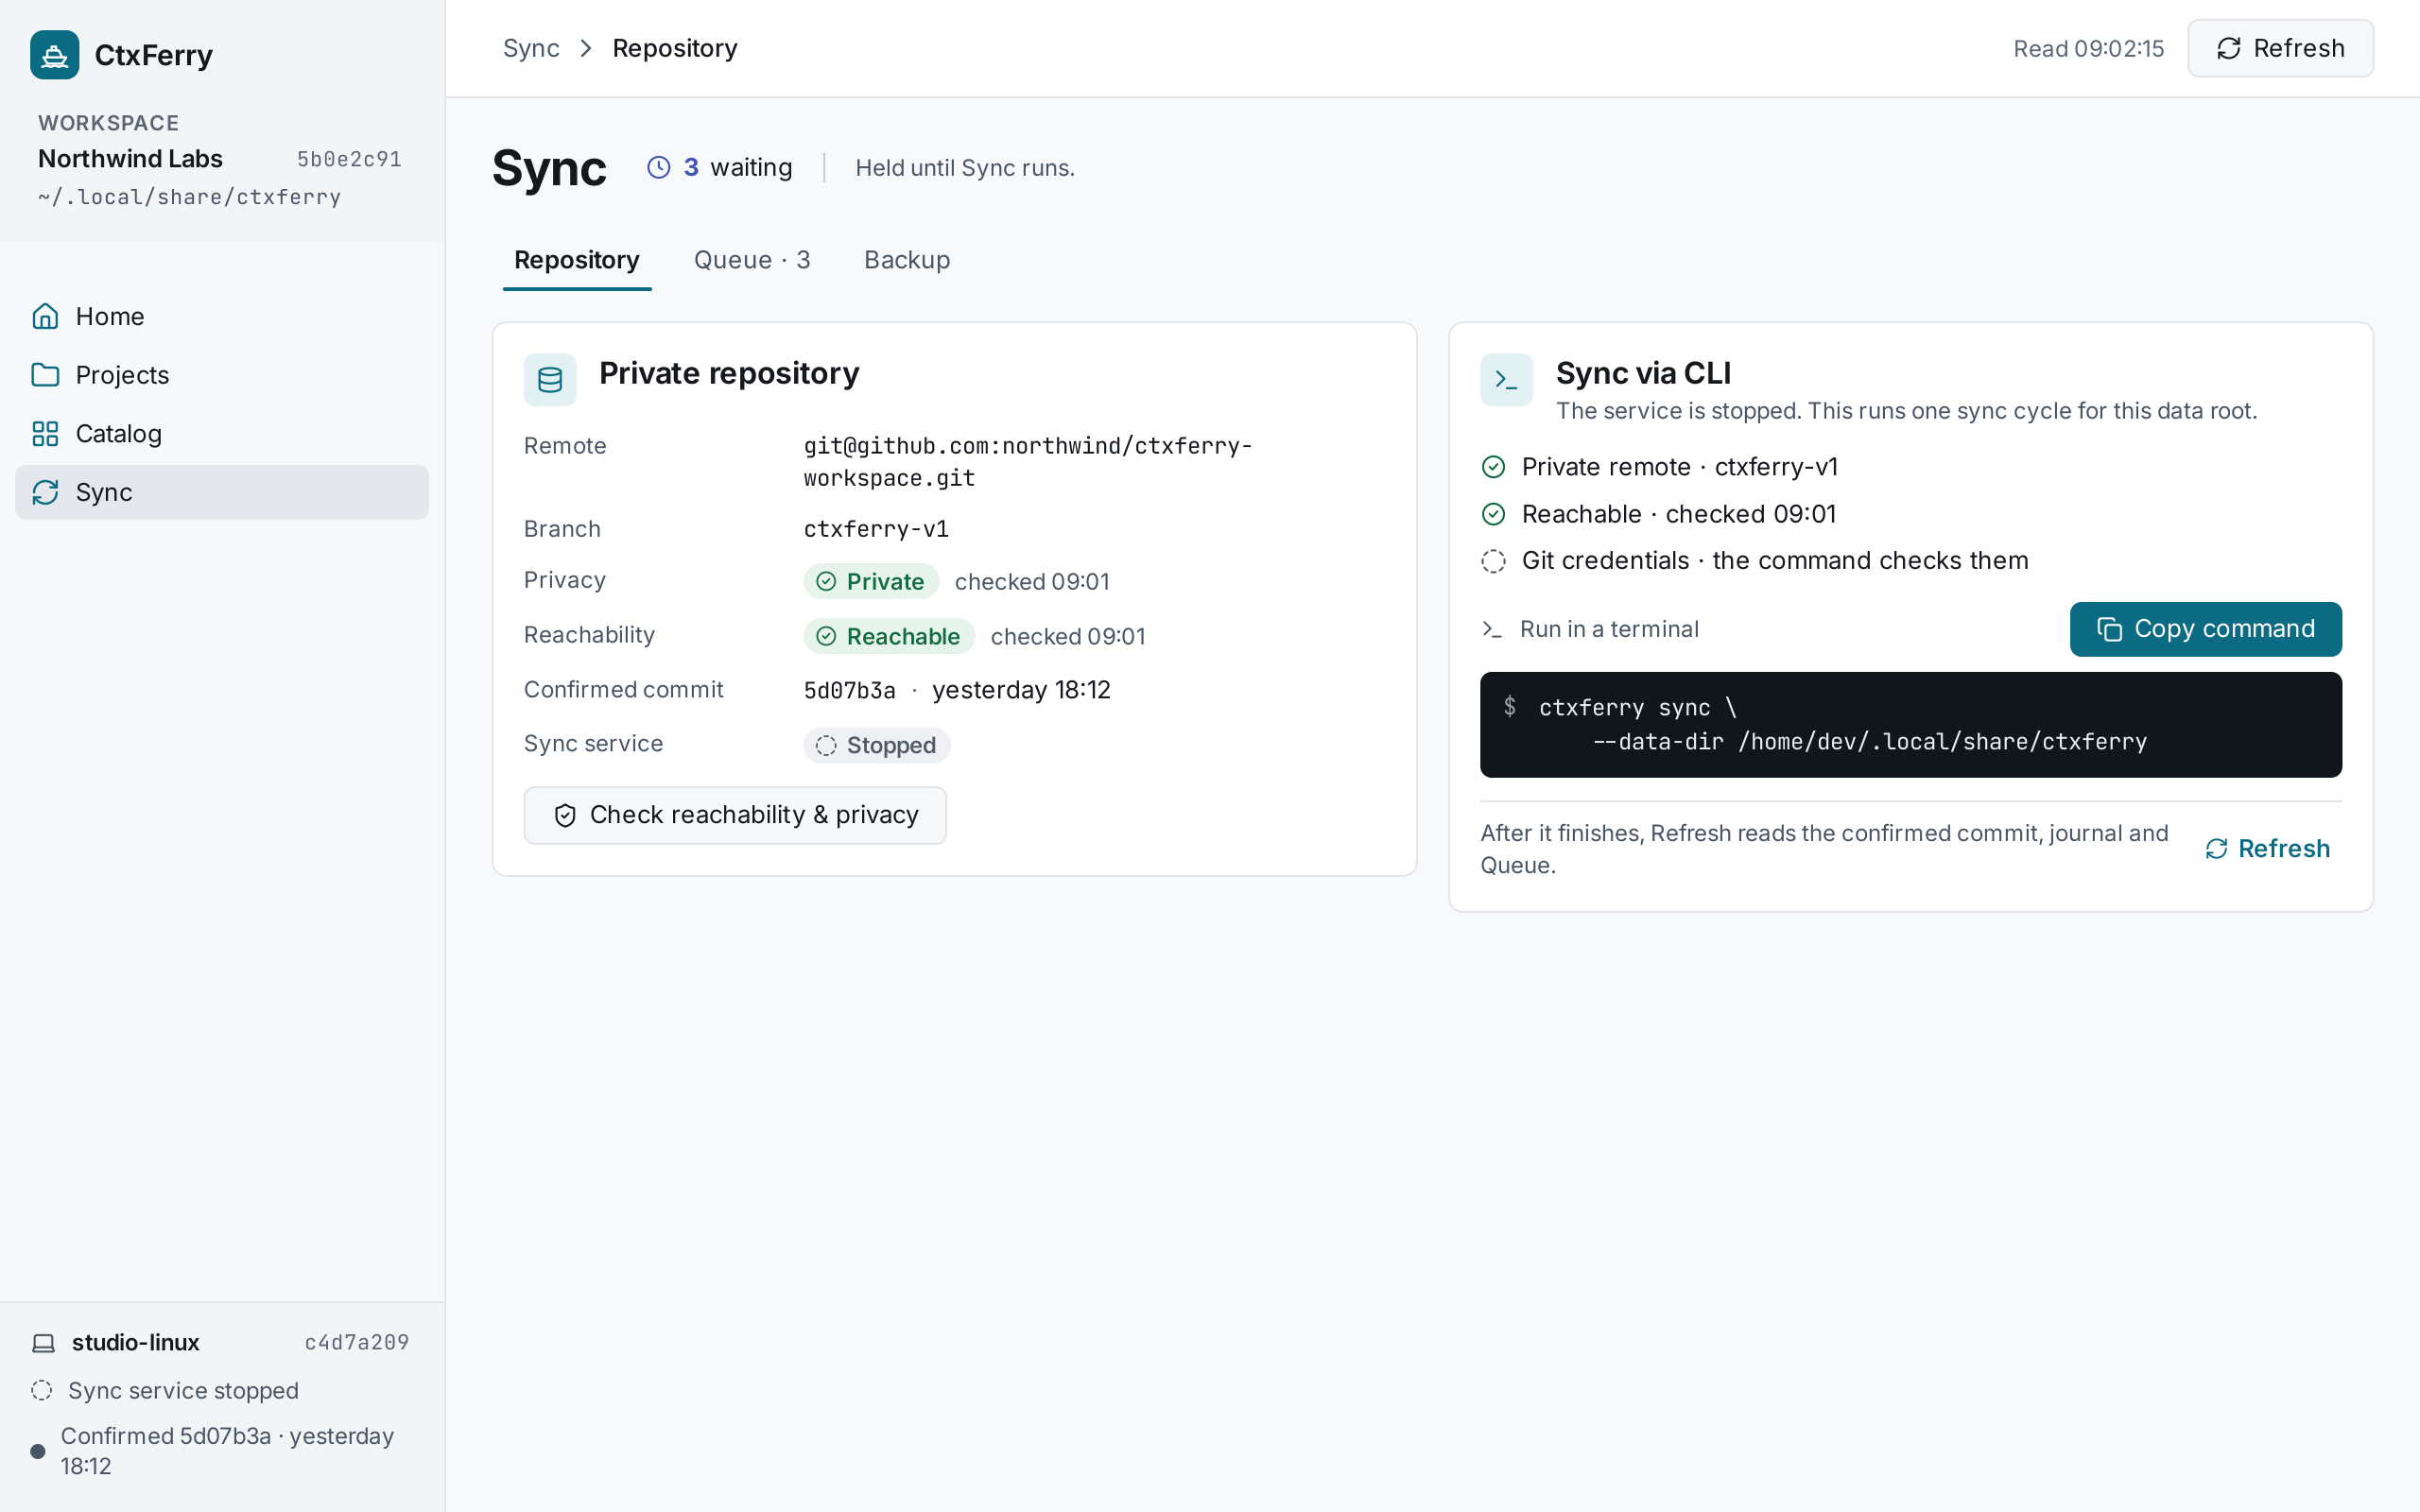 CtxFerry
WORKSPACE
Northwind Labs 5b0e2c91
~/.local/share/ctxferry
Home
Projects
Catalog
Sync
studio-linux c4d7a209
Sync service stopped
Confirmed 5d07b3a · yesterday
18:12
Sync > Repository
Read 09:02:15 Refresh
Sync 3 waiting Held until Sync runs.
Repository Queue · 3 Backup
Private repository
Remote git@github.com:northwind/ctxferry-
workspace.git
Branch ctxferry-v1
Privacy Private checked 09:01
Reachability Reachable checked 09:01
Confirmed commit 5d07b3a · yesterday 18:12
Sync service Stopped
Check reachability & privacy
Sync via CLI
The service is stopped. This runs one sync cycle for this data root.
Private remote · ctxferry-v1
Reachable · checked 09:01
Git credentials · the command checks them
Run in a terminal Copy command
$ ctxferry sync \
--data-dir /home/dev/.local/share/ctxferry
After it finishes, Refresh reads the confirmed commit, journal and
Queue.
Refresh